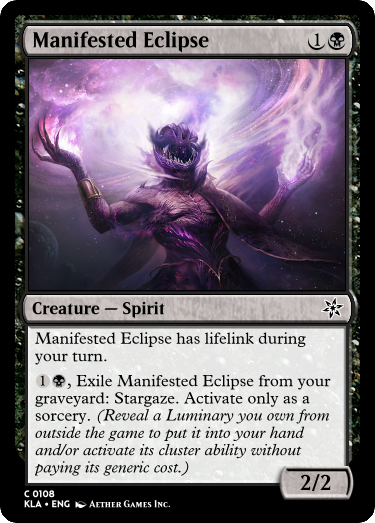 Manifested Eclipse 1
Creature — Spirit
Manifested Eclipse has lifelink during
your turn.
1 , Exile Manifested Eclipse from your
graveyard: Stargaze. Activate only as a
sorcery. (Reveal a Luminary you own from
outside the game to put it into your hand
and/or activate its cluster ability without
paying its generic cost.)
2/2
C 0108
KLA • ENG Aether Games Inc.